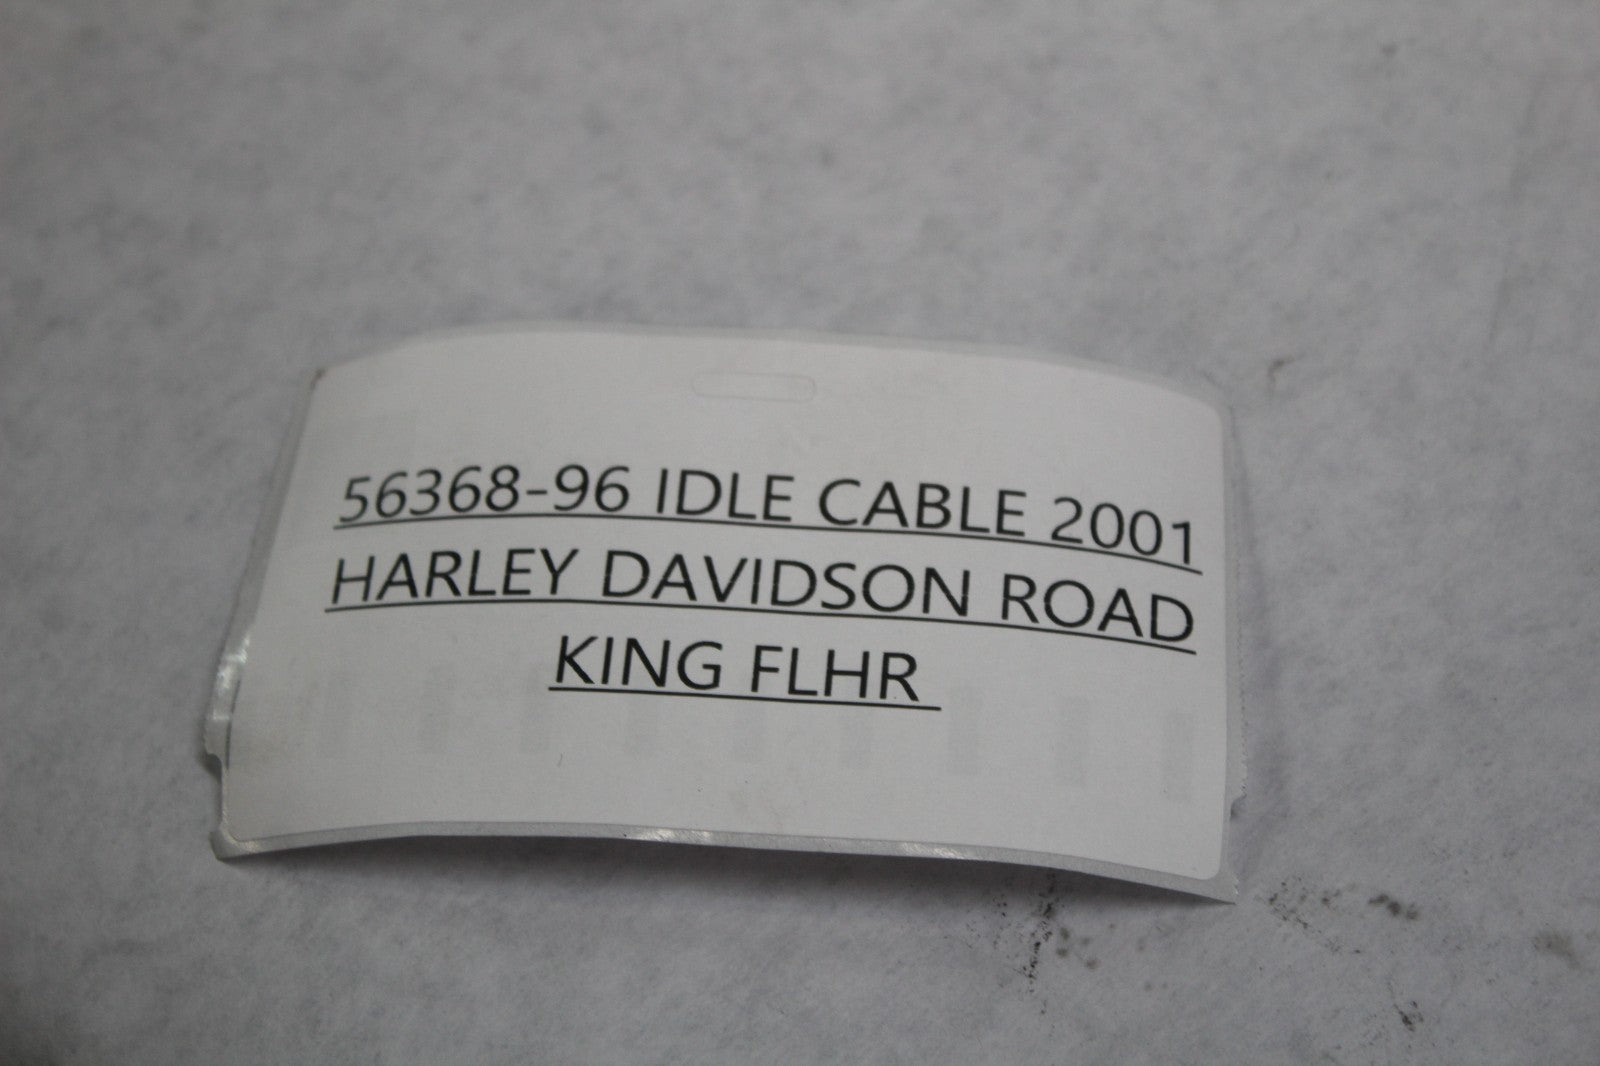 56368-96 IDLE CABLE 2001
HARLEY DAVIDSON ROAD
KING FLHR